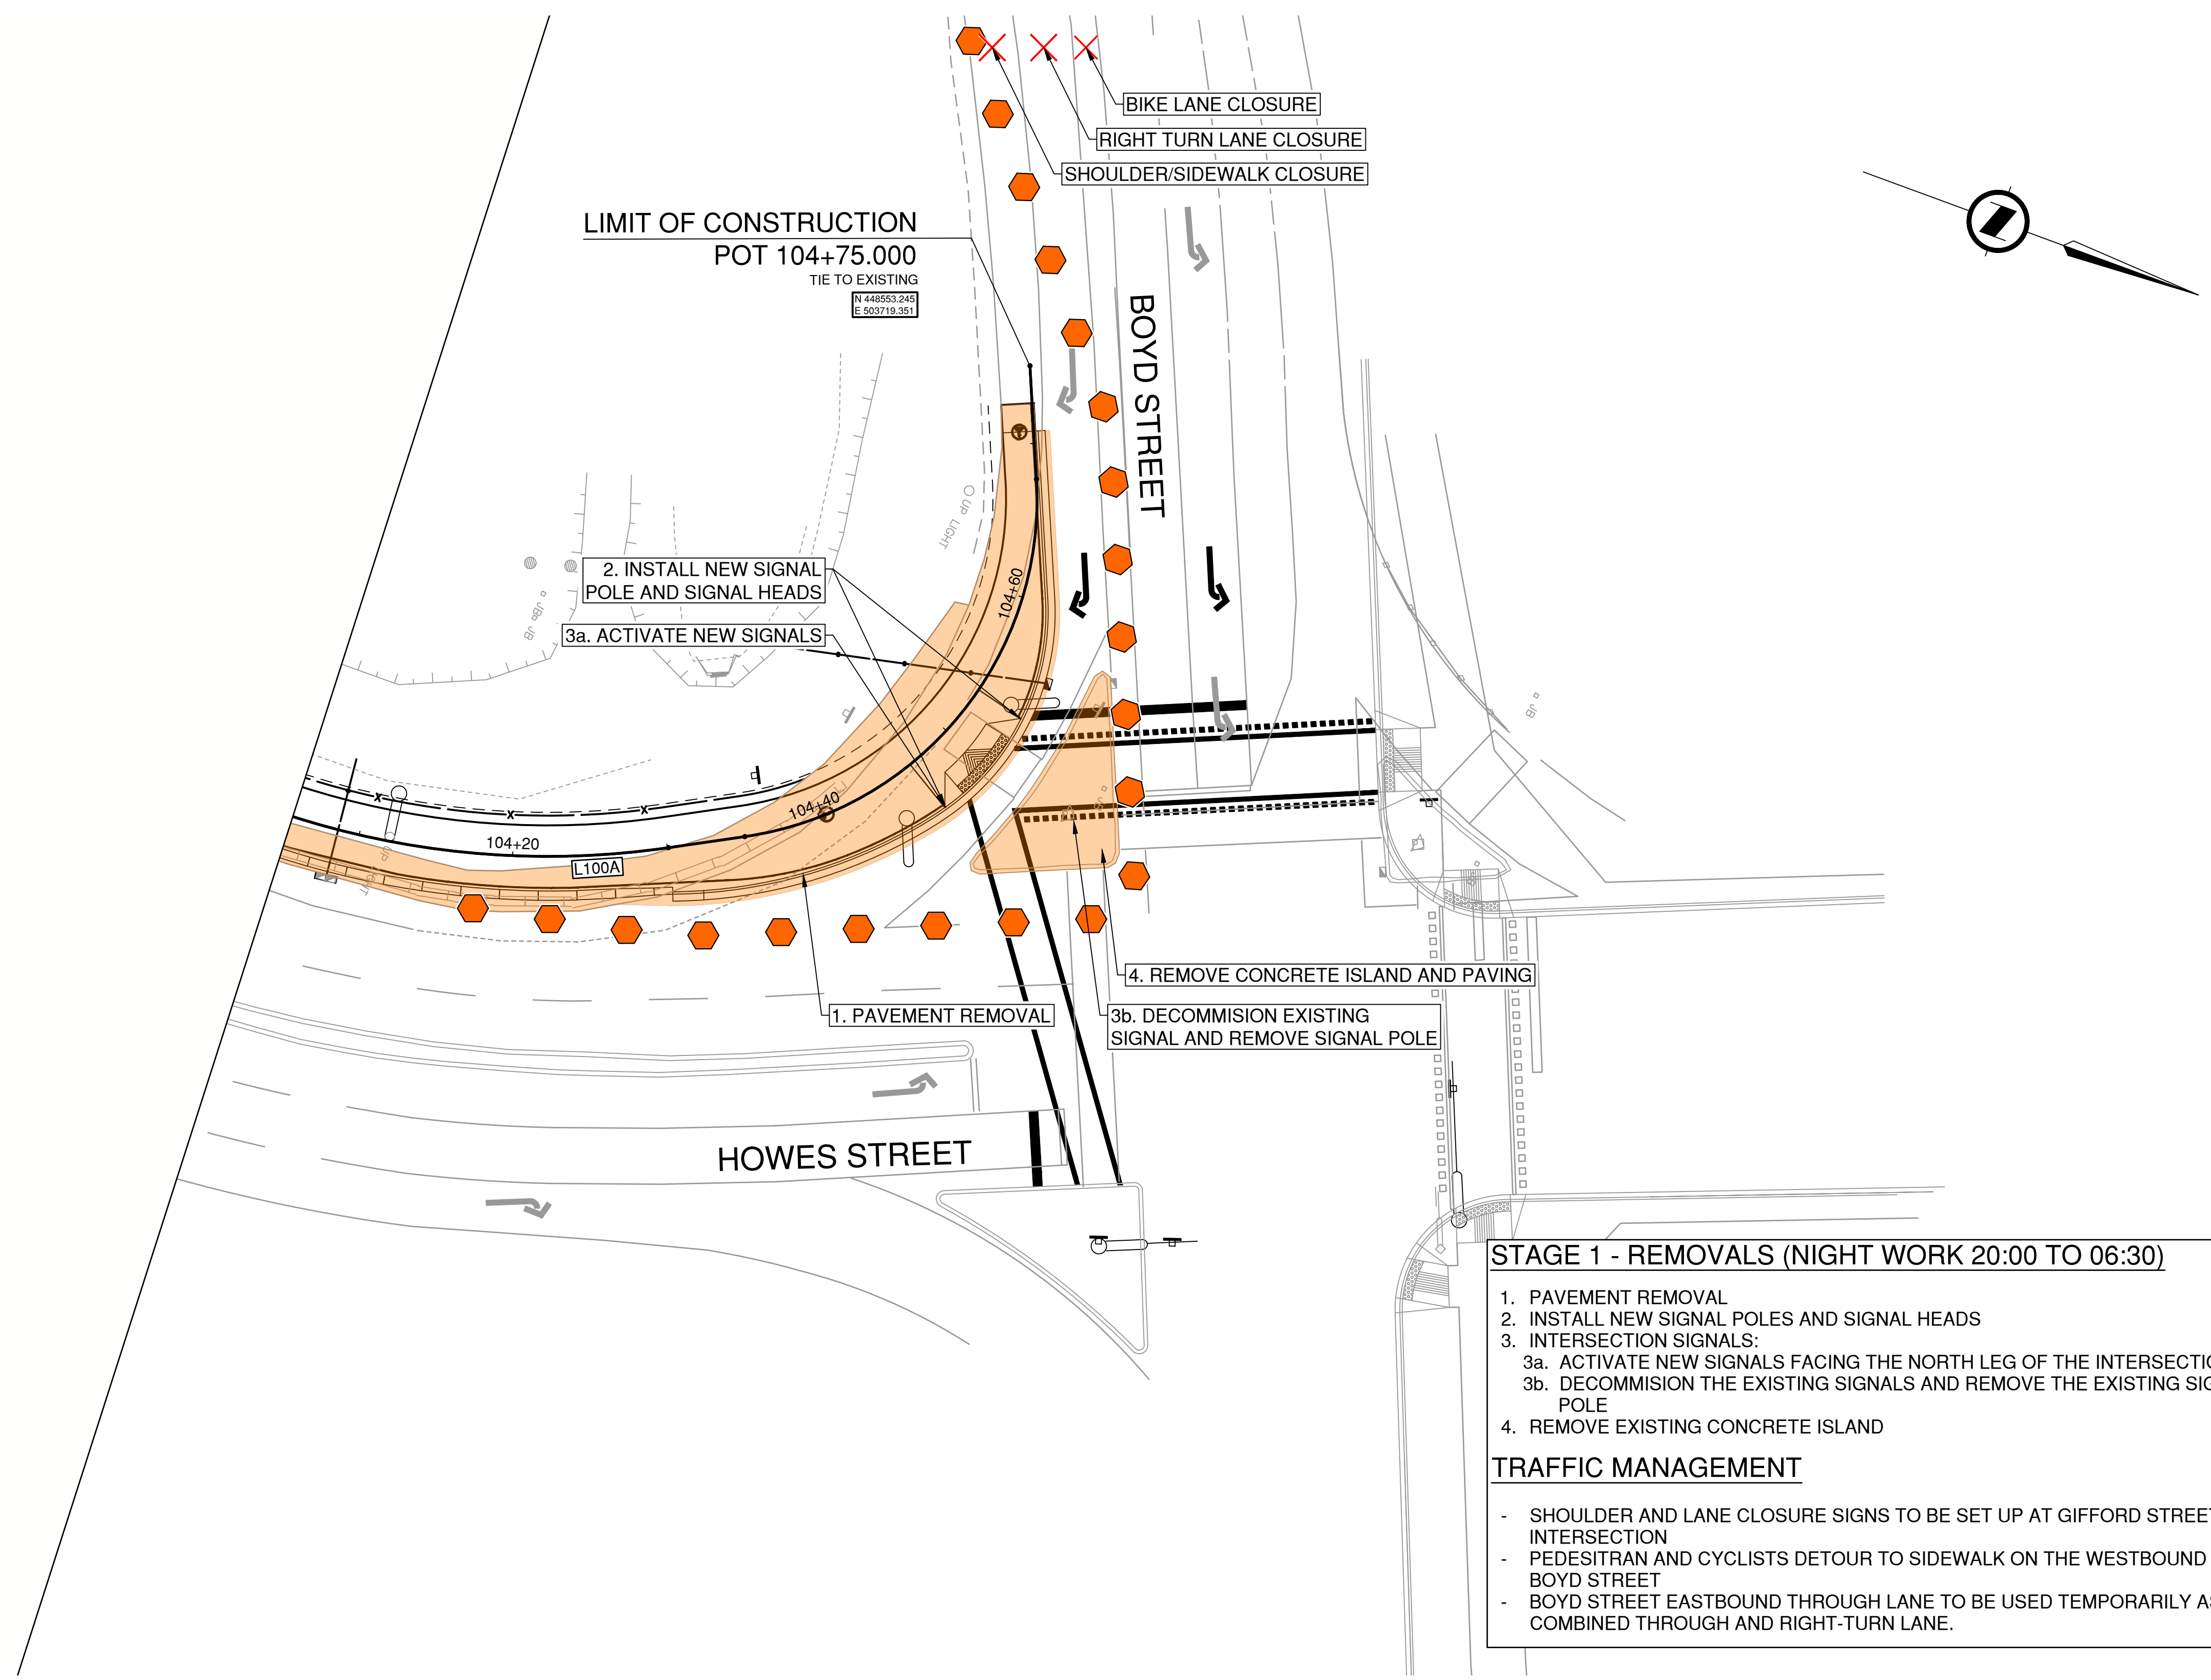 BIKE LANE CLOSURE
RIGHT TURN LANE CLOSURE
SHOULDER/SIDEWALK CLOSURE
LIMIT OF CONSTRUCTION
POT 104+75.000
TIE TO EXISTING
N 448553.245
E 503719.351
BOYD STREET
UP LIGHT
2. INSTALL NEW SIGNAL
POLE AND SIGNAL HEADS
3a. ACTIVATE NEW SIGNALS
JB
JB
104+60
104+40
104+20
L100A
JB
JB
4. REMOVE CONCRETE ISLAND AND PAVING
1. PAVEMENT REMOVAL
3b. DECOMMISION EXISTING
SIGNAL AND REMOVE SIGNAL POLE
HOWES STREET
STAGE 1 - REMOVALS (NIGHT WORK 20:00 TO 06:30)
1. PAVEMENT REMOVAL
2. INSTALL NEW SIGNAL POLES AND SIGNAL HEADS
3. INTERSECTION SIGNALS:
3a. ACTIVATE NEW SIGNALS FACING THE NORTH LEG OF THE
3b. DECOMMISION THE EXISTING SIGNALS AND REMOVE THE EXISTING
POLE
4. REMOVE EXISTING CONCRETE ISLAND
TRAFFIC MANAGEMENT
- SHOULDER AND LANE CLOSURE SIGNS TO BE SET UP AT GIFFORD STREET
INTERSECTION
- PEDESITRAN AND CYCLISTS DETOUR TO SIDEWALK ON THE WESTBOUND
BOYD STREET
- BOYD STREET EASTBOUND THROUGH LANE TO BE USED TEMPORARILY
COMBINED THROUGH AND RIGHT-TURN LANE.